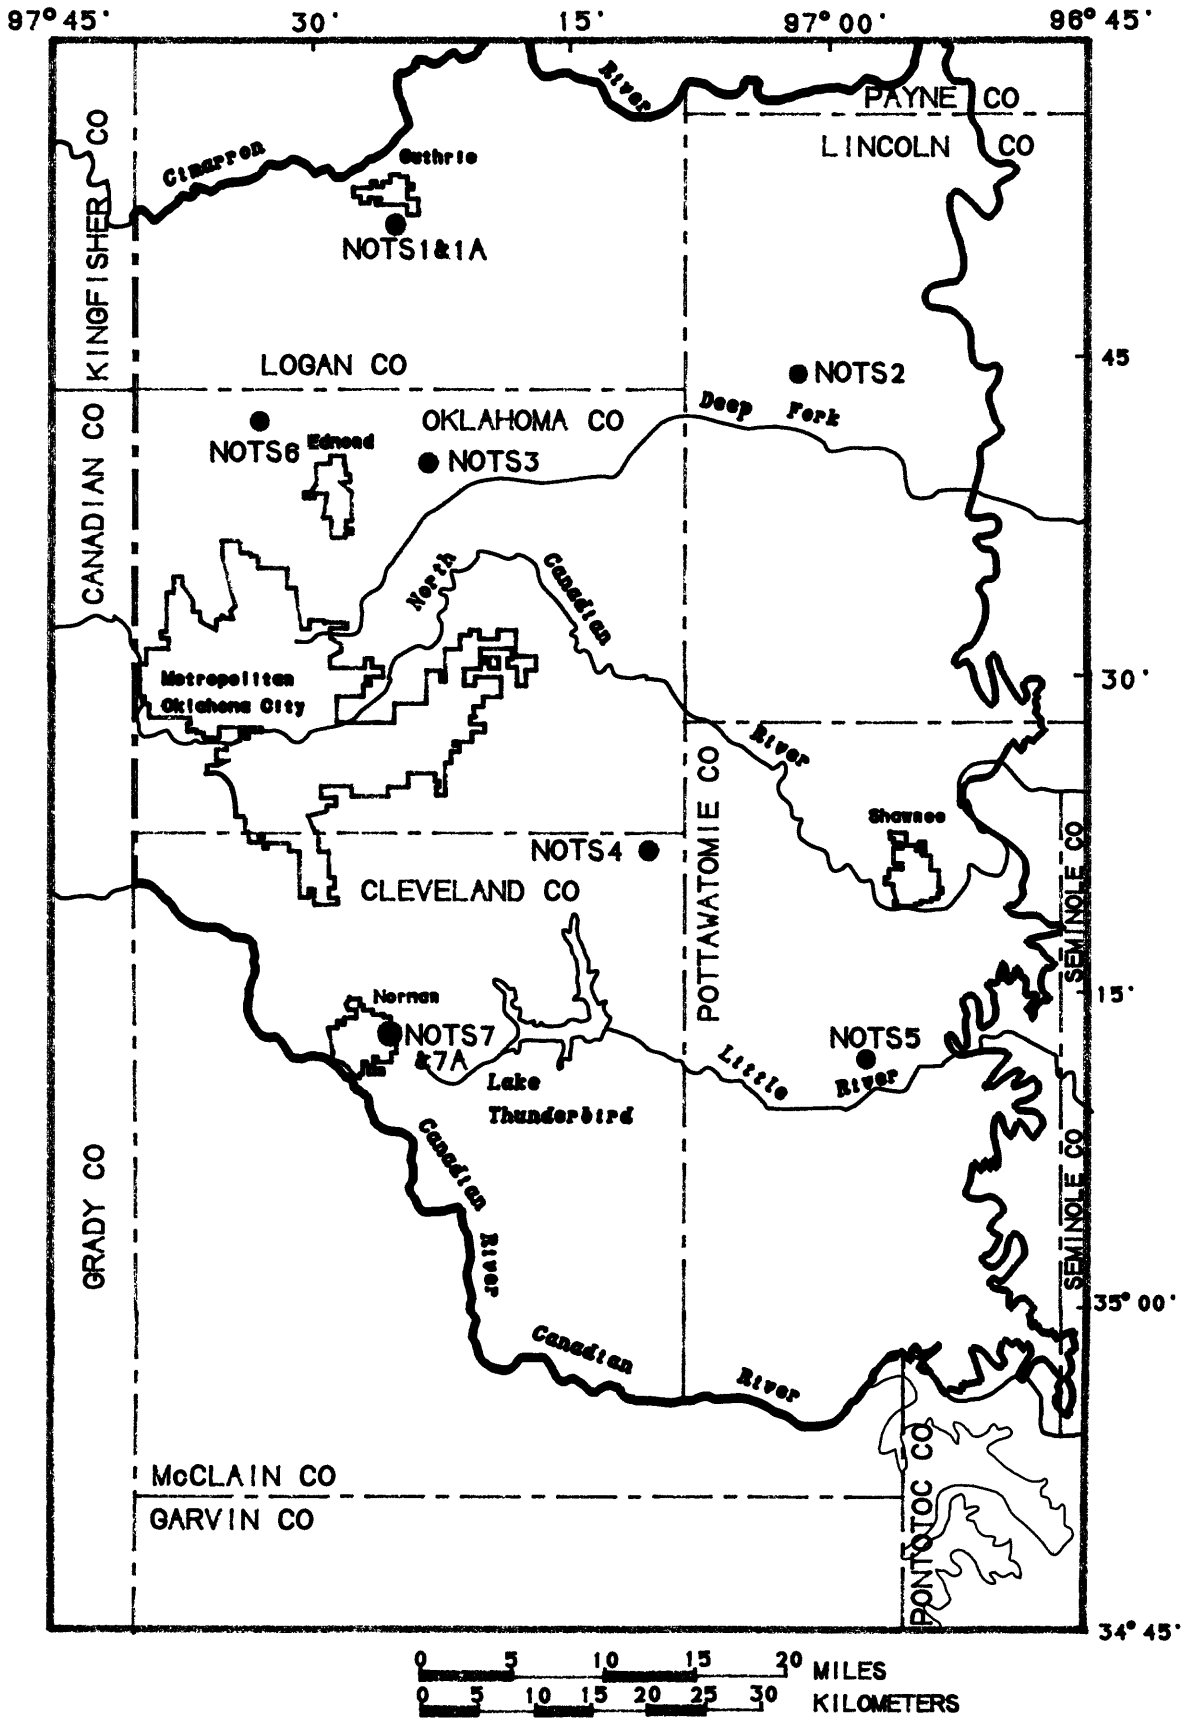 97°45' 30' 15' 97°00' 96°45'
River
PAYNE CO
LINCOLN CO
KINGFISHER CO
Cimarron
Guthrie
NOTS1&1A
LOGAN CO
45'
NOTS2
Deep Fork
OKLAHOMA CO
CANADIAN CO
NOTS6
Edmond
NOTS3
North Canadian
30'
Metropolitan
Oklahoma City
River
POTTAWATOMIE CO
Shawnee
NOTS4
SEMINOLE CO
CLEVELAND CO
15'
Norman
NOTS7
&7A
NOTS5
Little River
Lake
Thunderbird
Canadian River
GRADY CO
SEMINOLE CO
35°00'
Canadian River
McCLAIN CO
GARVIN CO
PONTOTOC CO
34°45'
0 5 10 15 20 MILES
0 5 10 15 20 25 30 KILOMETERS